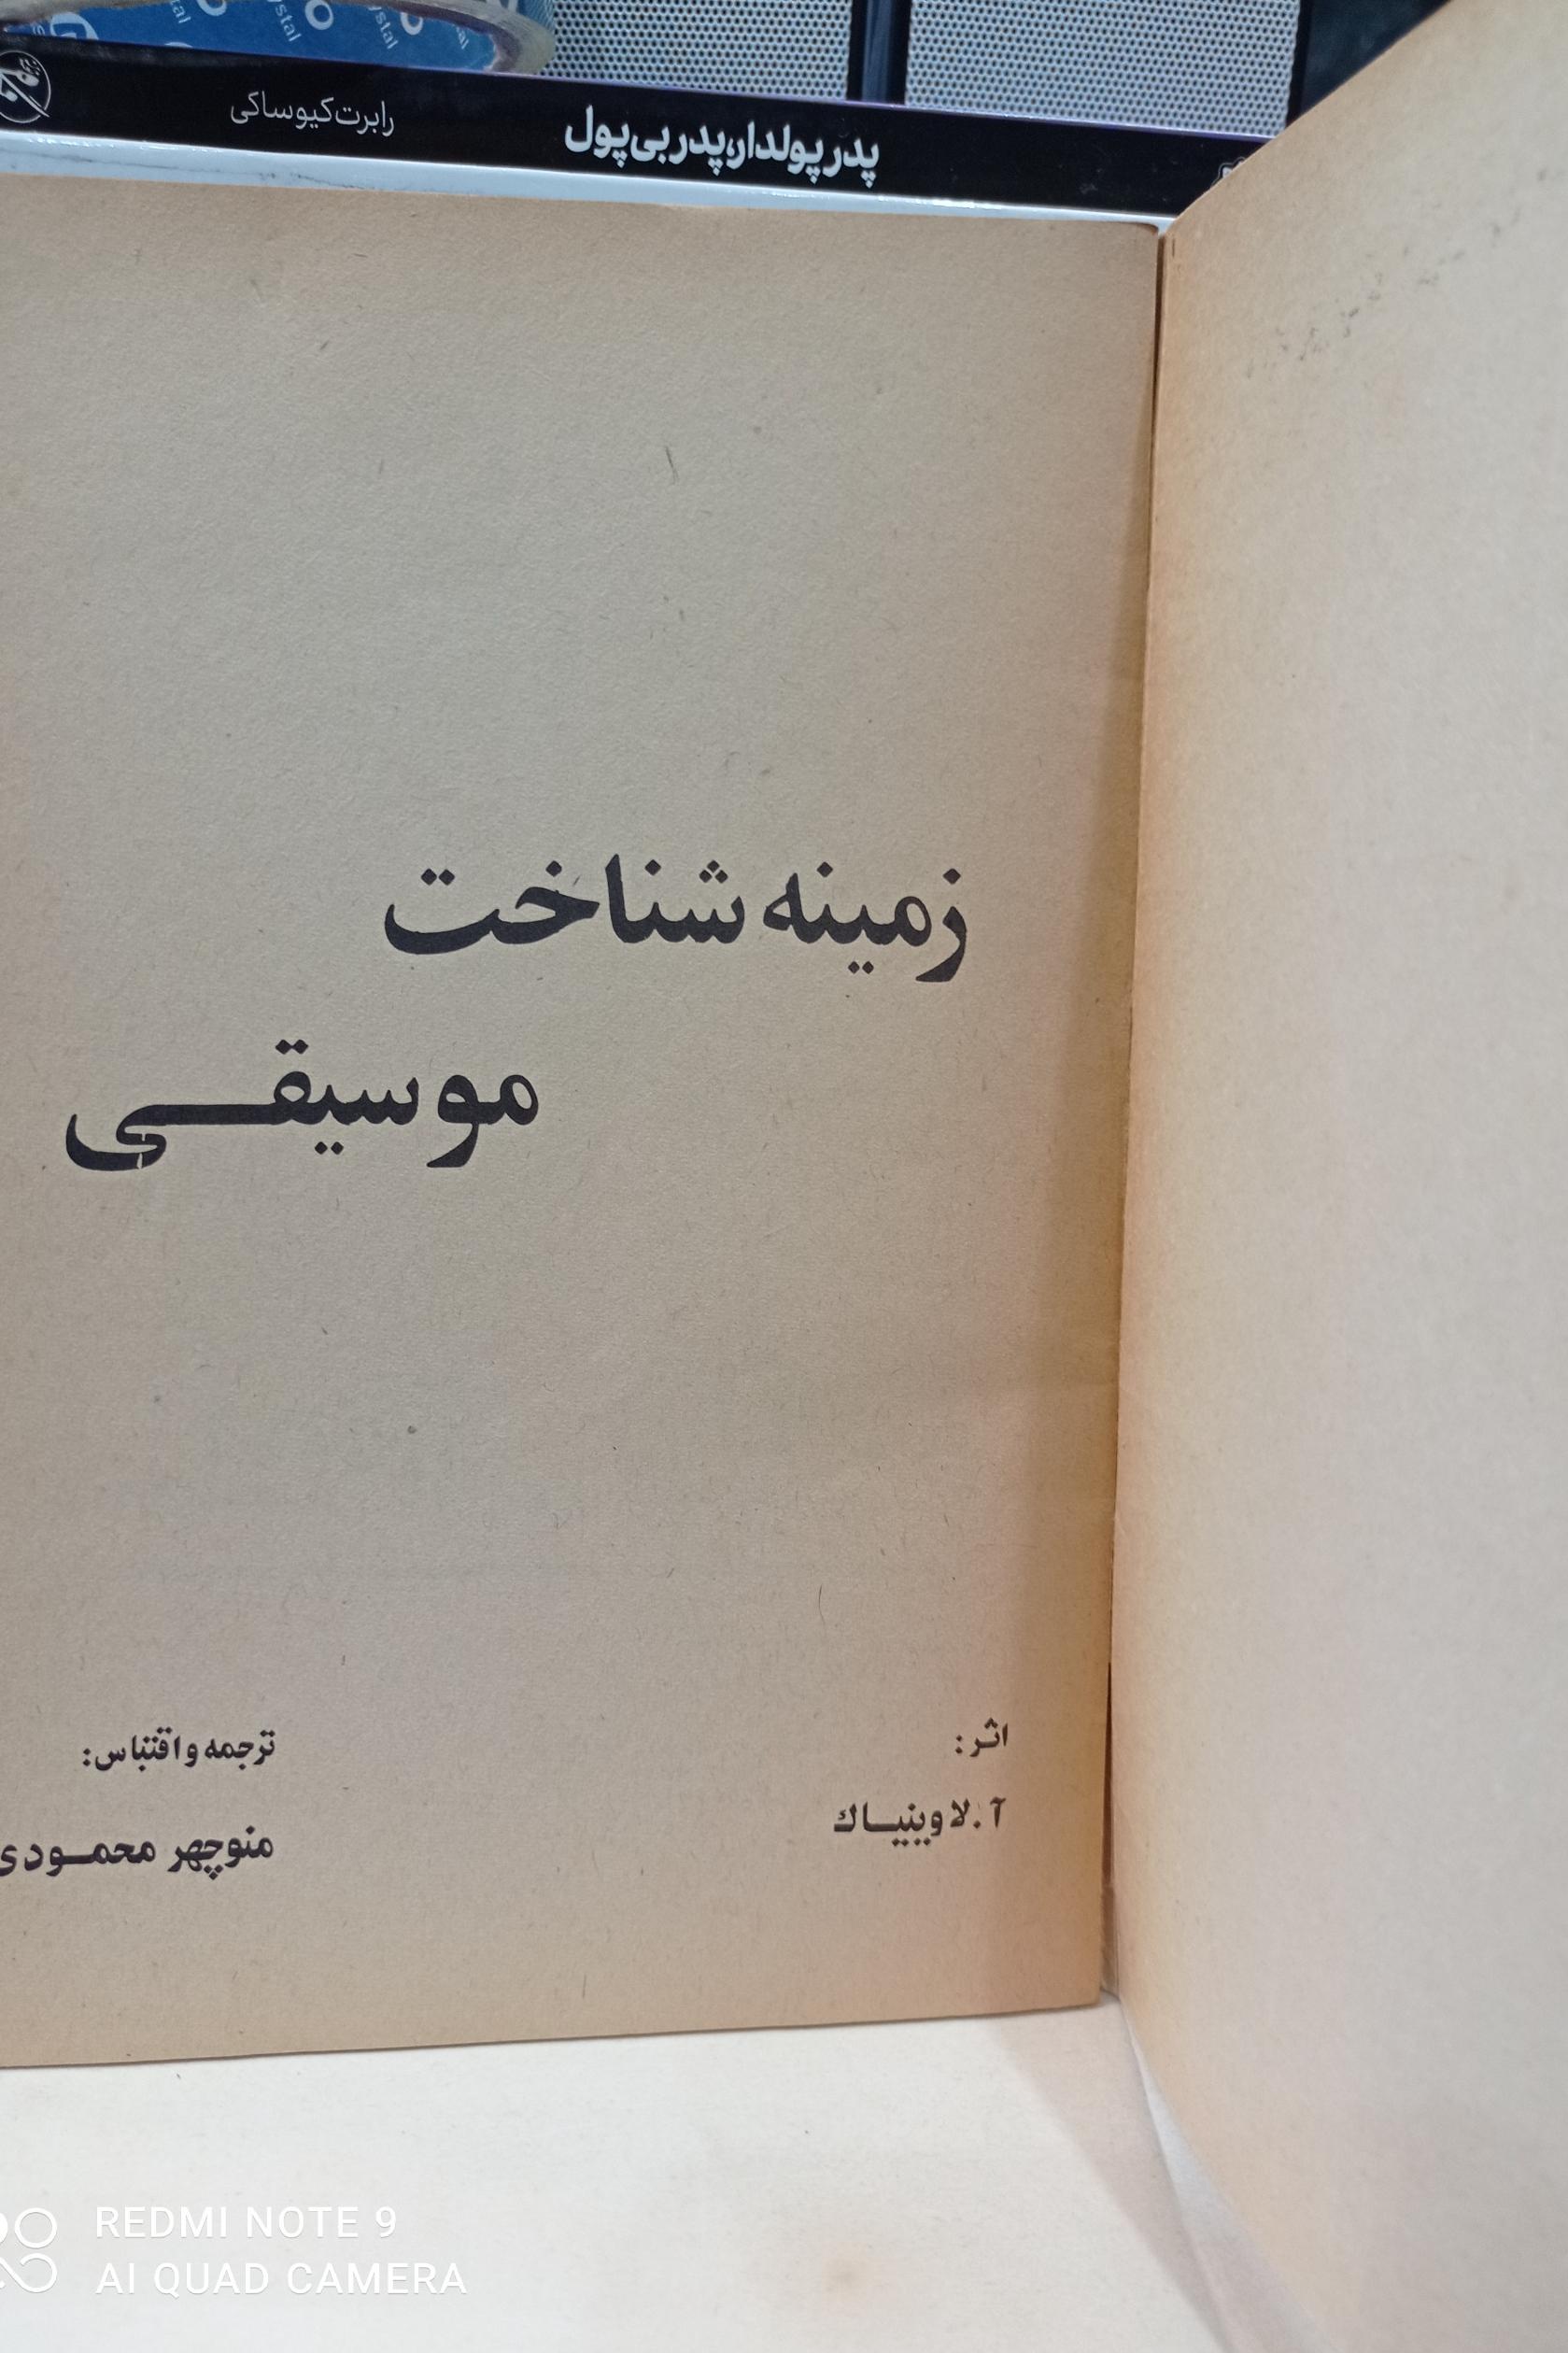 پدر پولدار، پدر بی پول
رابرت کیوساکی
زمینه شناخت
موسیقی
اثر:
آ. لاوینیاك
ترجمه و اقتباس:
منوچهر محمودی
REDMI NOTE 9
AI QUAD CAMERA